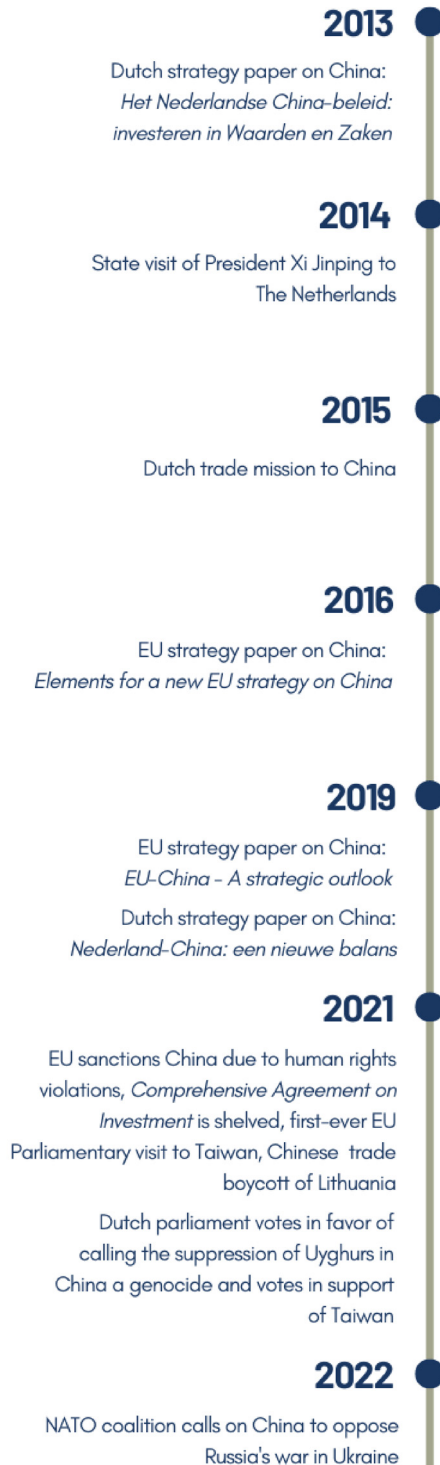 2013
Dutch strategy paper on China:
Het Nederlandse China-beleid:
investeren in Waarden en Zaken
2014
State visit of President Xi Jinping to
The Netherlands
2015
Dutch trade mission to China
2016
EU strategy paper on China:
Elements for a new EU strategy on China
2019
EU strategy paper on China:
EU-China - A strategic outlook
Dutch strategy paper on China:
Nederland-China: een nieuwe balans
2021
EU sanctions China due to human rights
violations, Comprehensive Agreement on
Investment is shelved, first-ever EU
Parliamentary visit to Taiwan, Chinese trade
boycott of Lithuania
Dutch parliament votes in favor of
calling the suppression of Uyghurs in
China a genocide and votes in support
of Taiwan
2022
NATO coalition calls on China to oppose
Russia's war in Ukraine